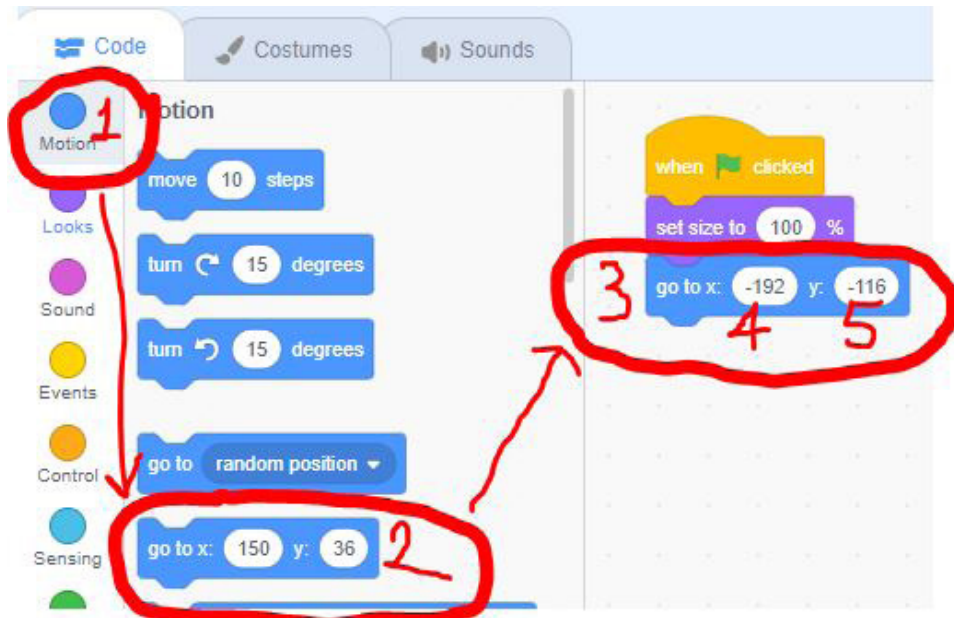 Code
Costumes
Sounds
Motion
1
Motion
move 10 steps
Looks
turn 15 degrees
Sound
turn 15 degrees
Events
go to random position
Control
go to x: 150 y: 36
2
Sensing
when clicked
set size to 100 %
3
go to x: -192 y: -116
4 5